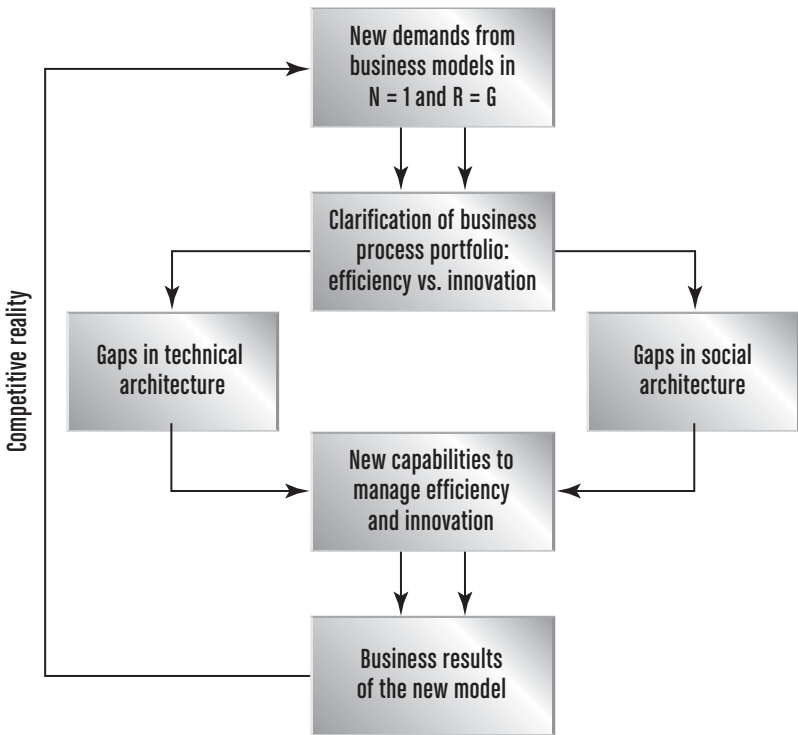 New demands from
business models in
N = 1 and R = G
Clarification of business
process portfolio:
efficiency vs. innovation
Gaps in technical
architecture
Gaps in social
architecture
Competitive reality
New capabilities to
manage efficiency
and innovation
Business results
of the new model